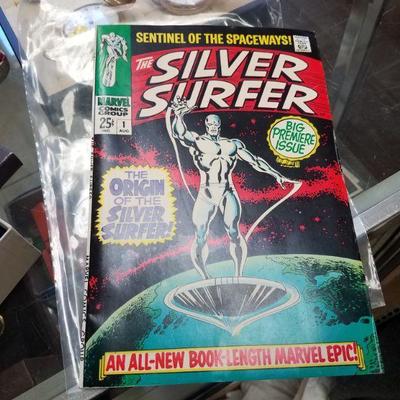 SENTINEL OF THE SPACEWAYS!
THE
SILVER
SURFER
MARVEL
COMICS
GROUP
25¢
1
AUG
BIG
PREMIERE
ISSUE
THE
ORIGIN
OF THE
SILVER
SURFER!
AN ALL-NEW BOOK-LENGTH MARVEL EPIC!